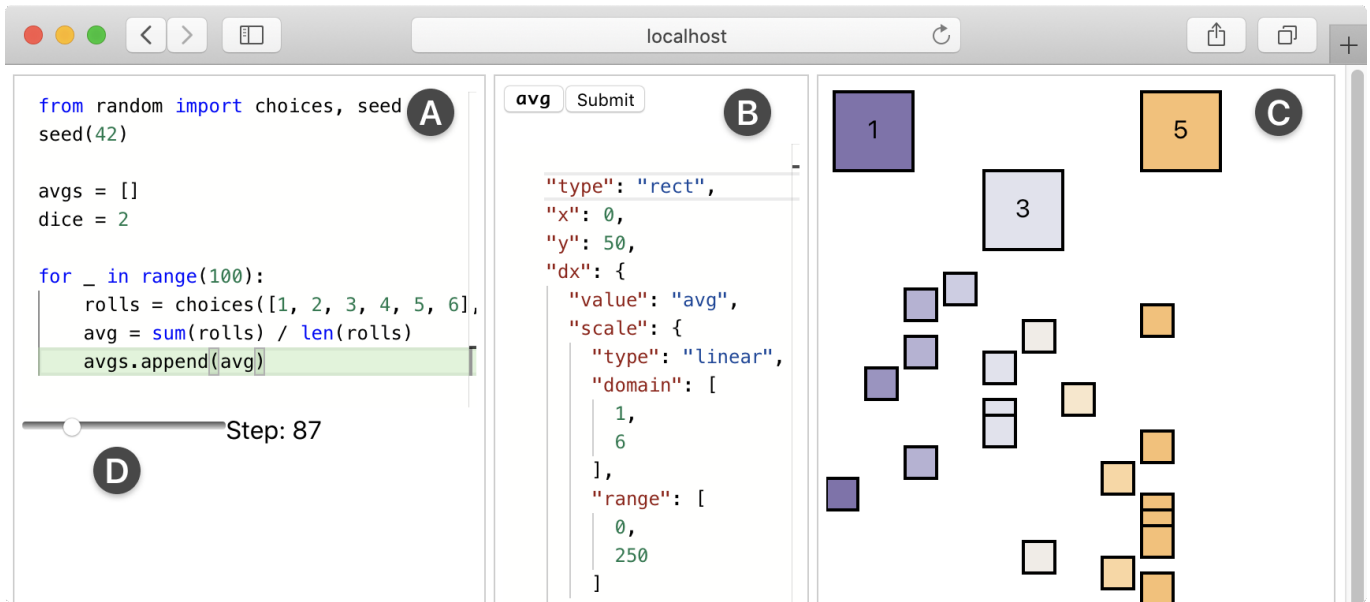 localhost
from random import choices, seed
seed(42)
avgs = []
dice = 2
for _ in range(100):
rolls = choices([1, 2, 3, 4, 5, 6],
avg = sum(rolls) / len(rolls)
avgs.append(avg)
Step: 87
A
D
avg Submit
B
"type": "rect",
"x": 0,
"y": 50,
"dx": {
"value": "avg",
"scale": {
"type": "linear",
"domain": [
1,
6
],
"range": [
0,
250
]
1
5
3
C